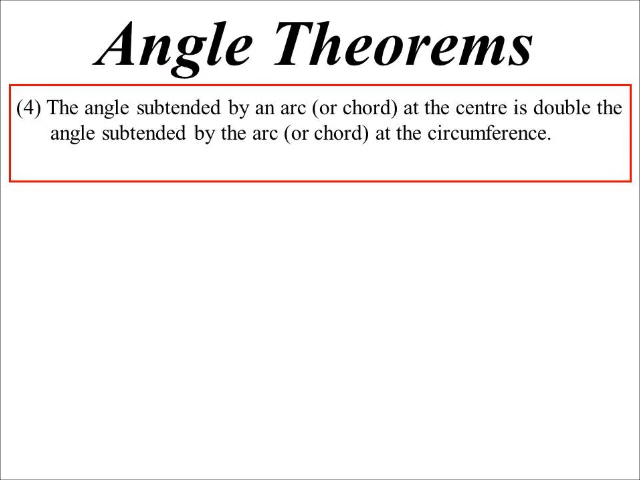 Angle Theorems
(4) The angle subtended by an arc (or chord) at the centre is double the
angle subtended by the arc (or chord) at the circumference.